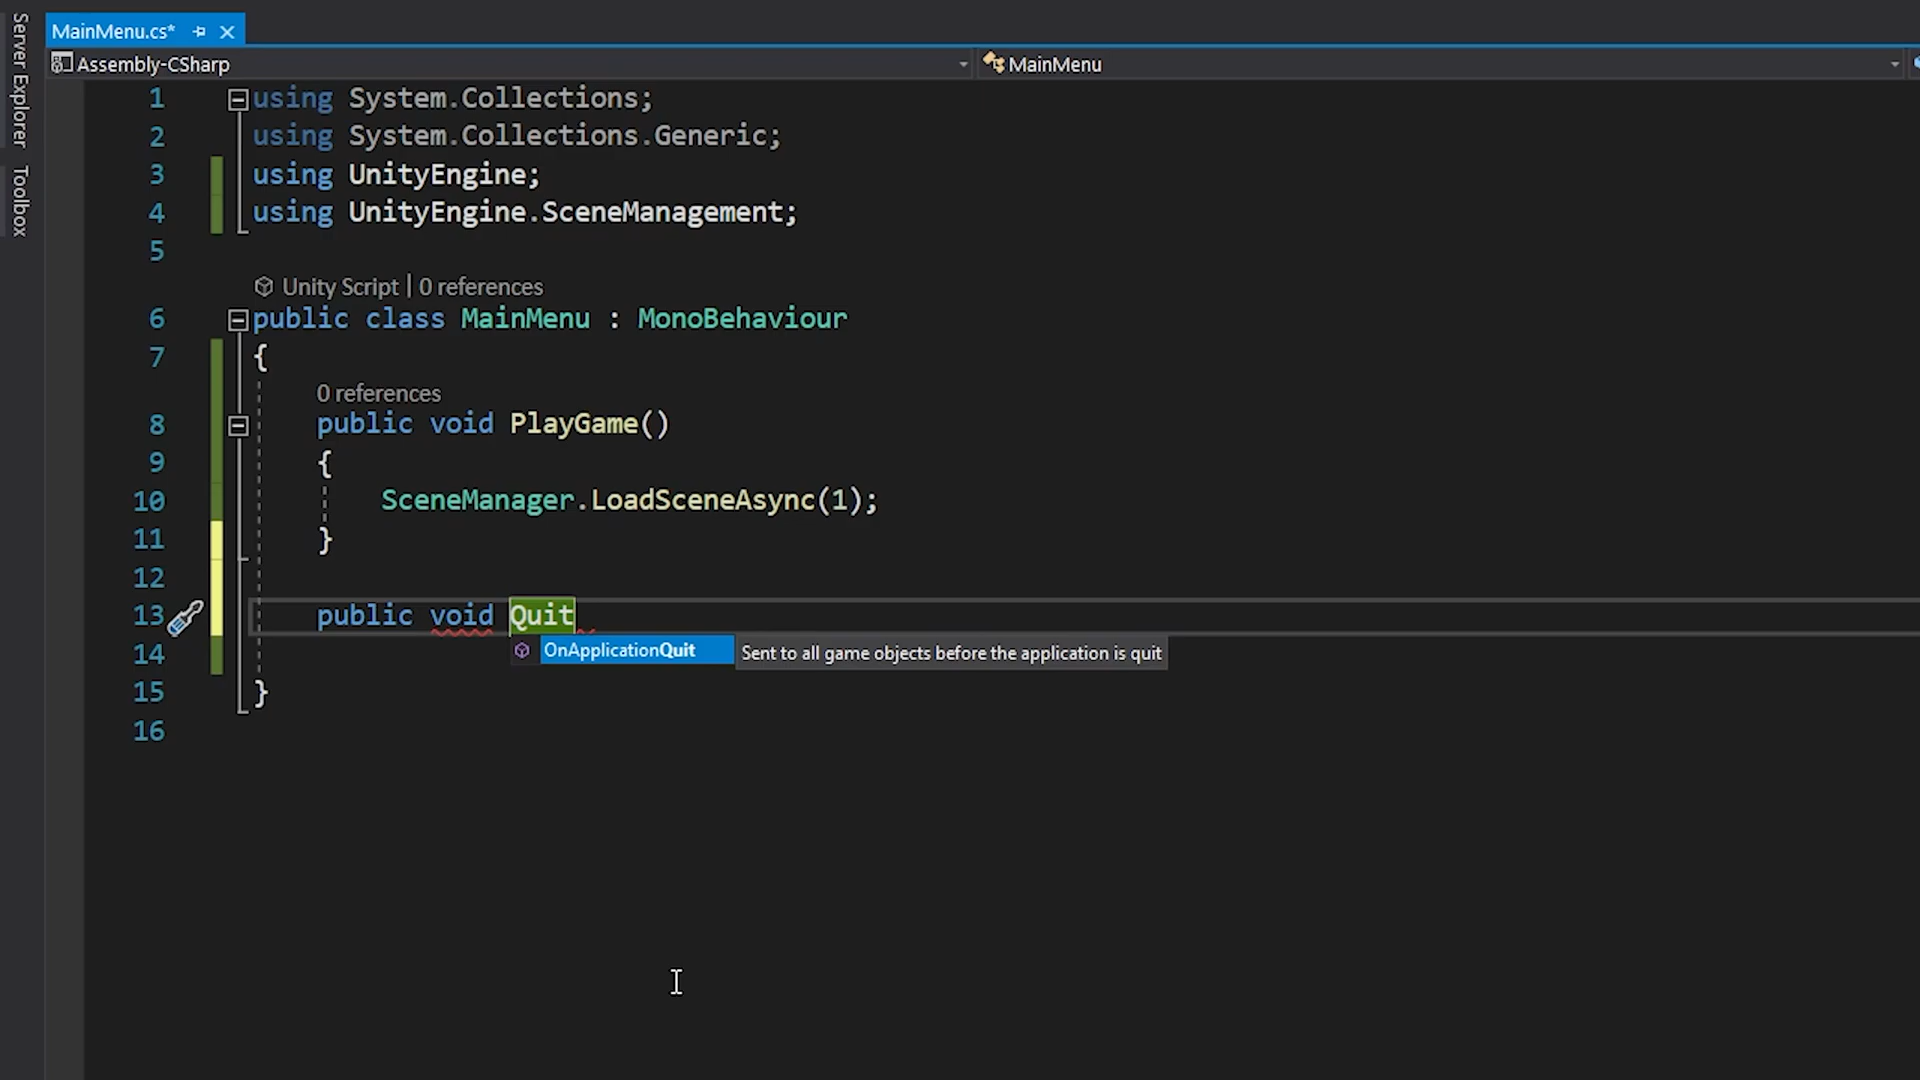 Server Explorer
Toolbox
MainMenu.cs*
Assembly-CSharp
MainMenu
1 using System.Collections;
2 using System.Collections.Generic;
3 using UnityEngine;
4 using UnityEngine.SceneManagement;
5
Unity Script | 0 references
6 public class MainMenu : MonoBehaviour
7 {
0 references
8 public void PlayGame()
9 {
10 SceneManager.LoadSceneAsync(1);
11 }
12
13 public void Quit
OnApplicationQuit Sent to all game objects before the application is quit
14
15 }
16